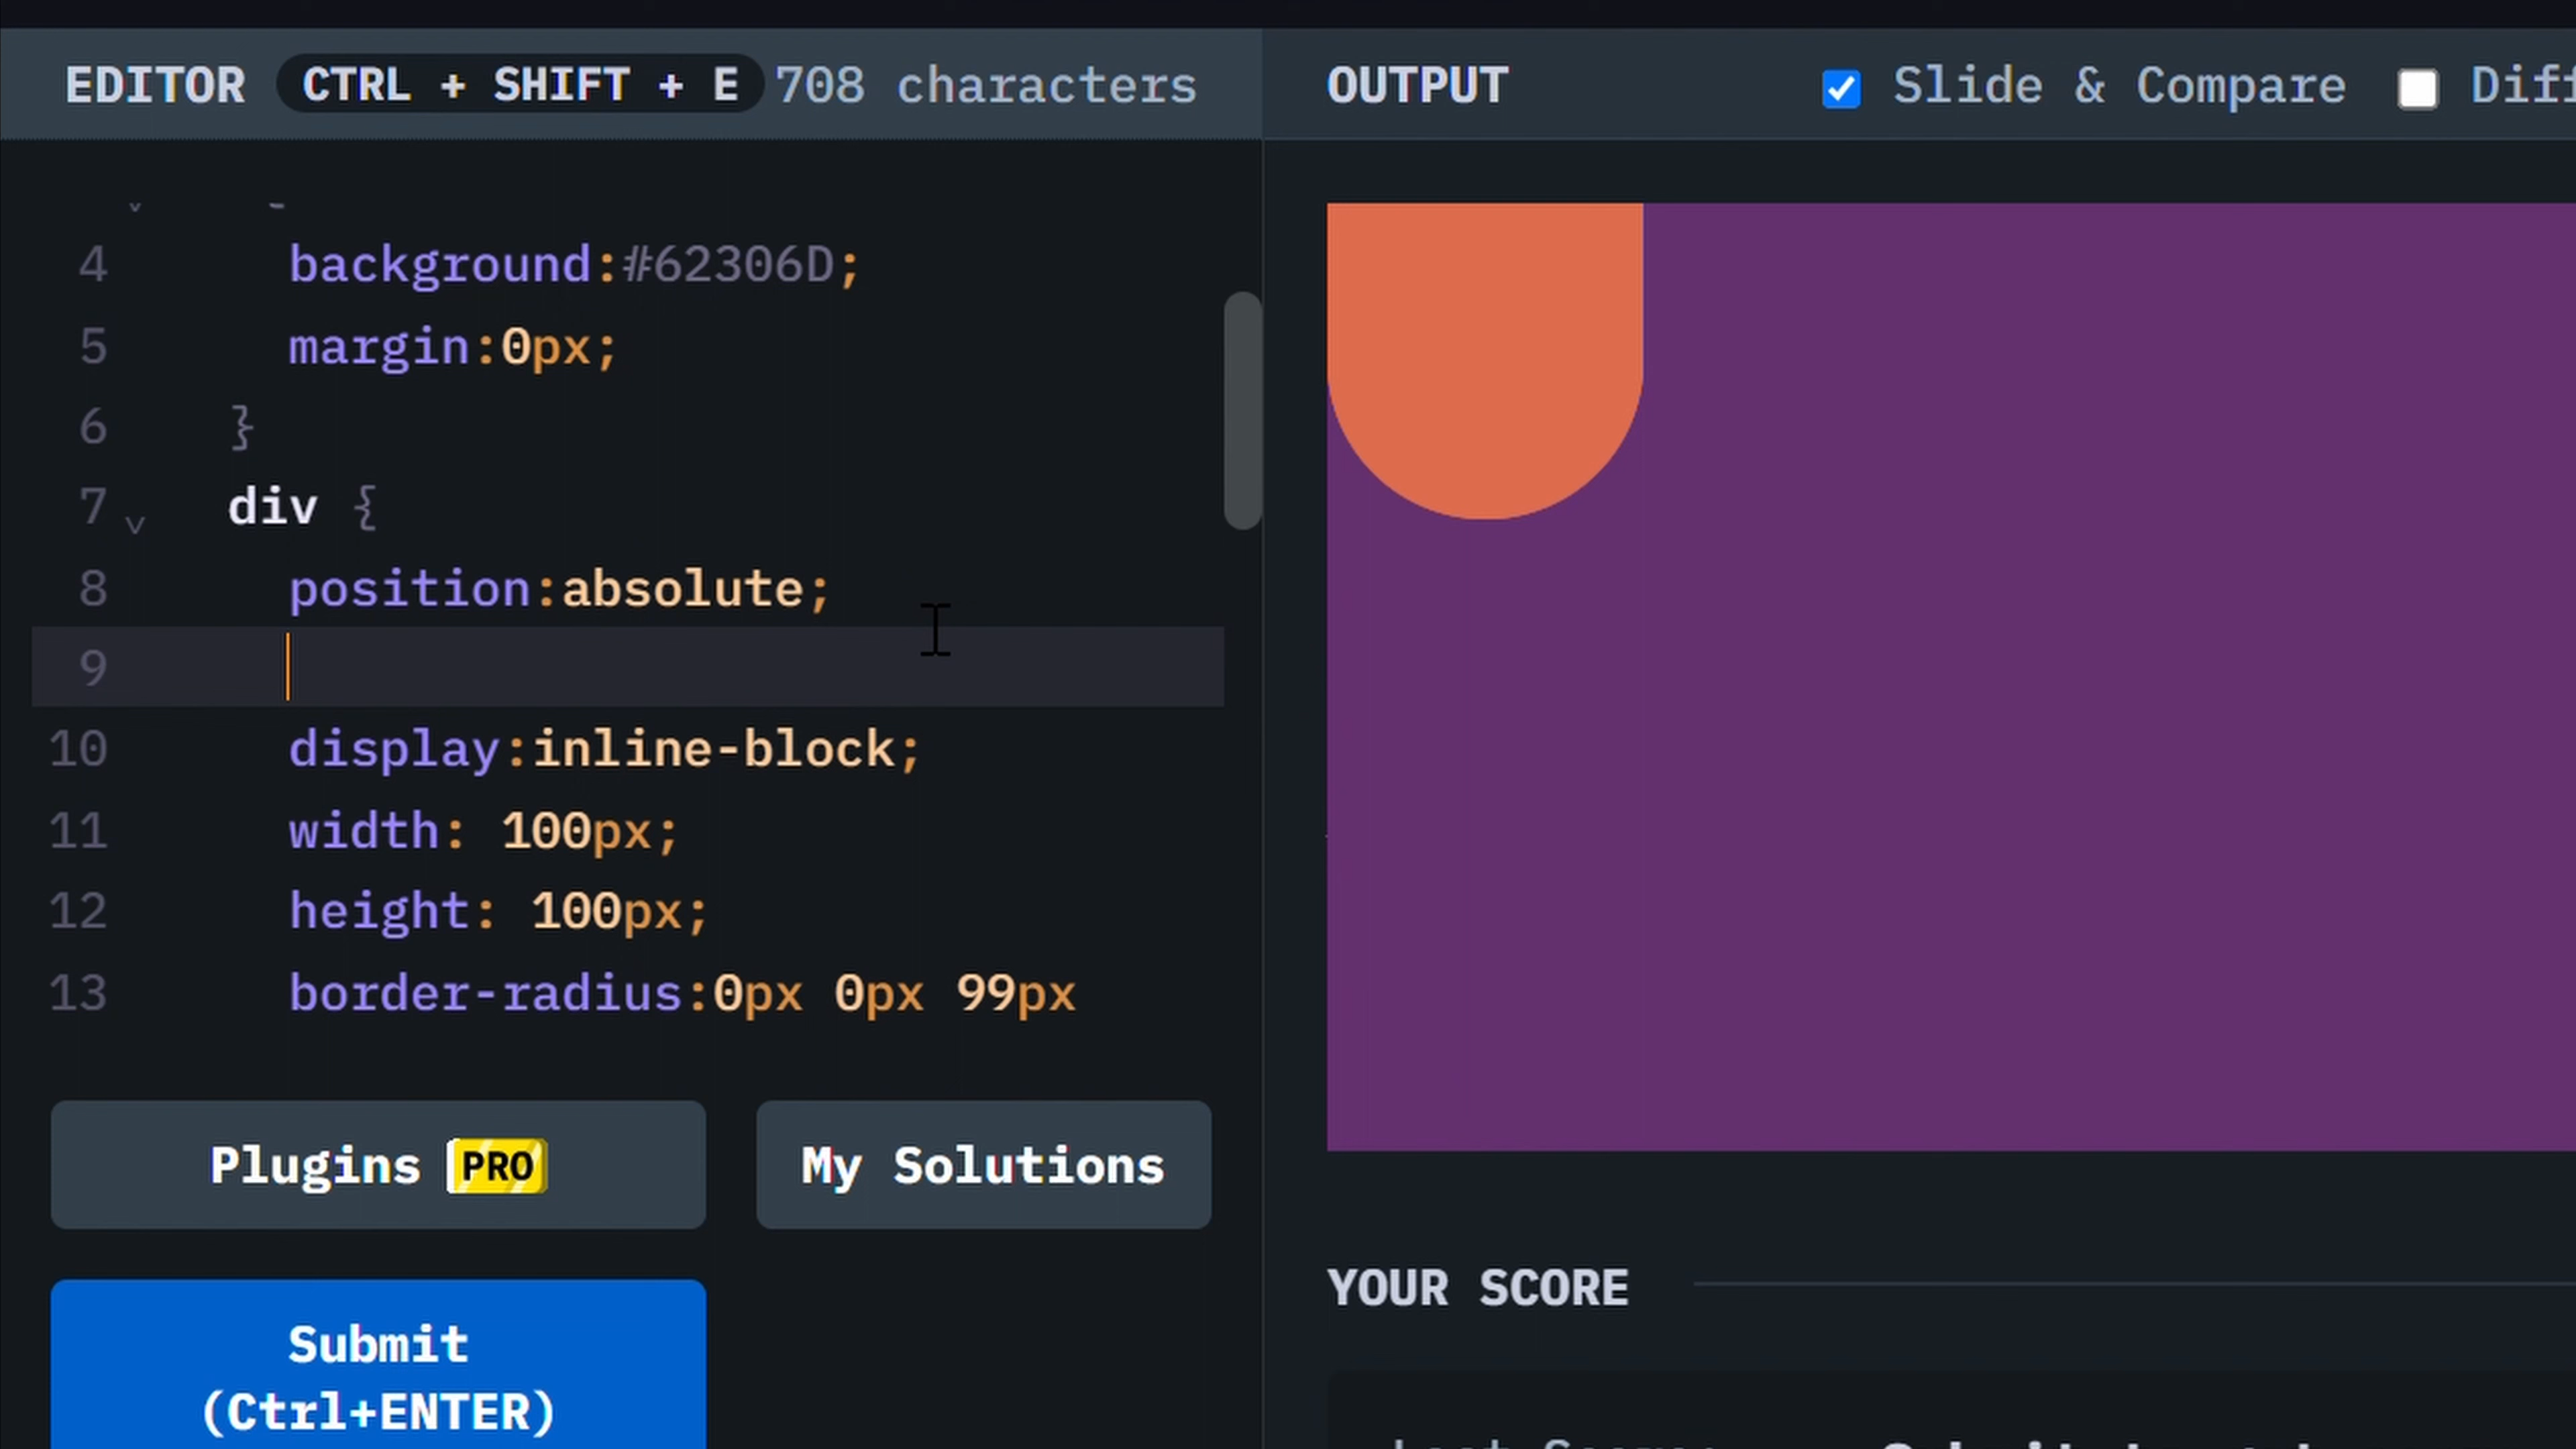 EDITOR CTRL + SHIFT + E 708 characters
OUTPUT Slide & Compare
4 background:#62306D;
5 margin:0px;
6 }
7 div {
8 position:absolute;
9
10 display:inline-block;
11 width: 100px;
12 height: 100px;
13 border-radius:0px 0px 99px
Plugins PRO
My Solutions
Submit
(Ctrl+ENTER)
YOUR SCORE